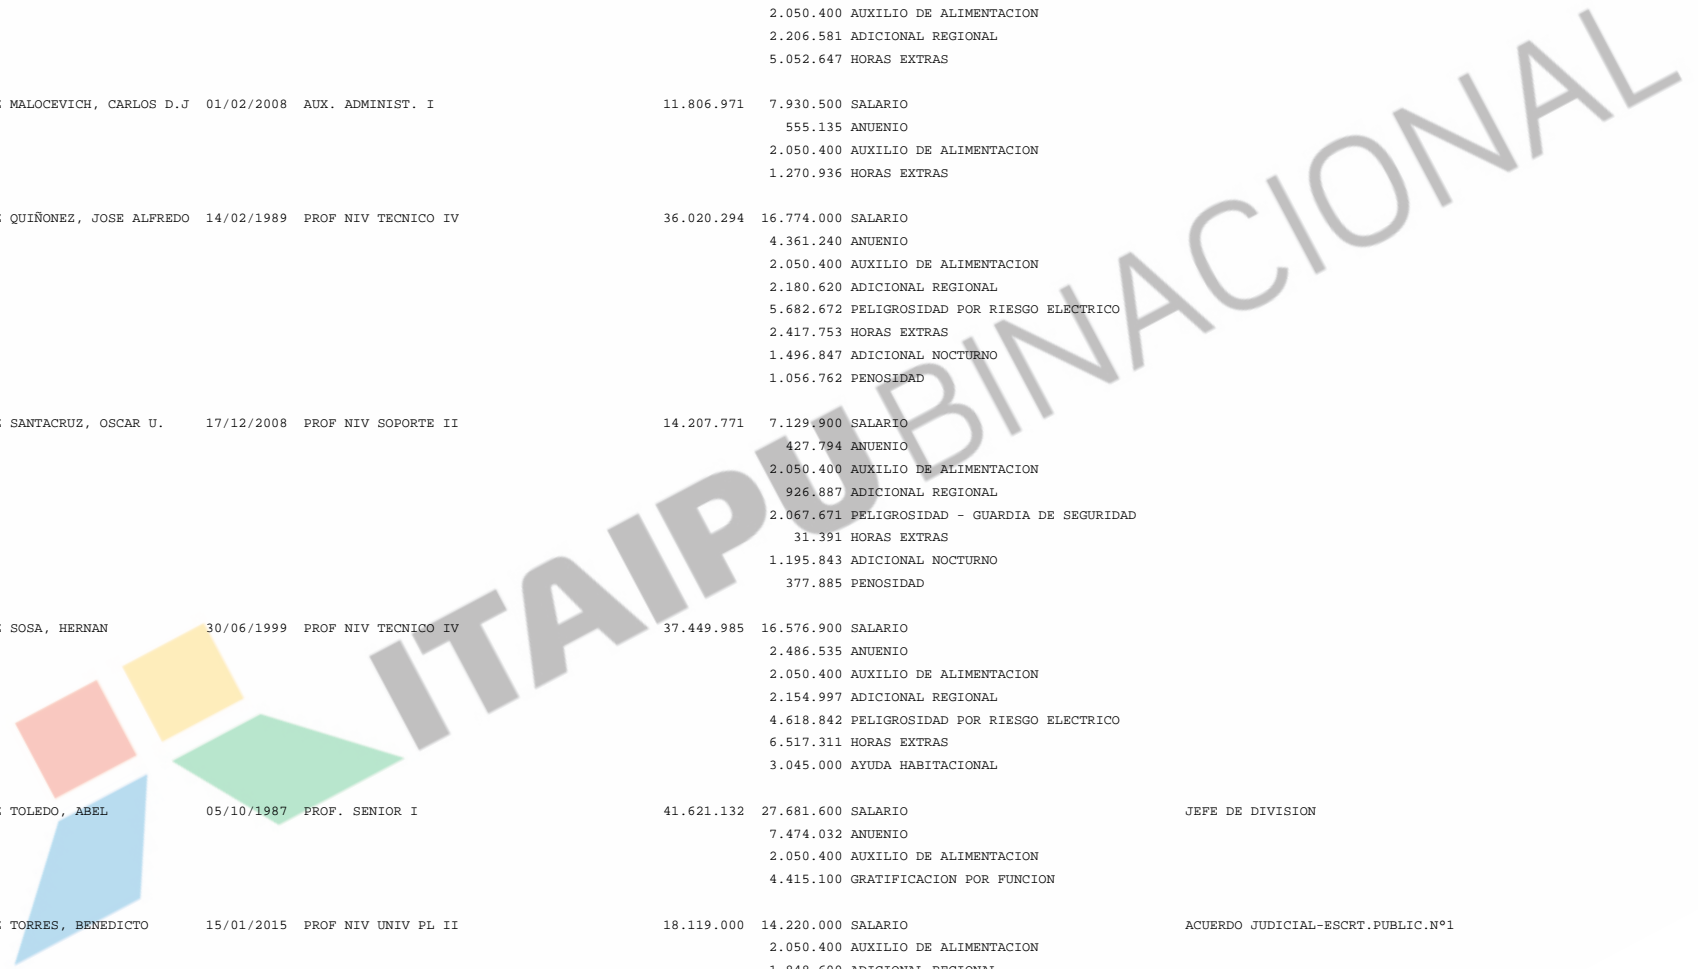 2.050.400 AUXILIO DE ALIMENTACION
2.206.581 ADICIONAL REGIONAL
5.052.647 HORAS EXTRAS
MALOCEVICH, CARLOS D.J 01/02/2008 AUX. ADMINIST. I 11.806.971 7.930.500 SALARIO
555.135 ANUENIO
2.050.400 AUXILIO DE ALIMENTACION
1.270.936 HORAS EXTRAS
QUIÑONEZ, JOSE ALFREDO 14/02/1989 PROF NIV TECNICO IV 36.020.294 16.774.000 SALARIO
4.361.240 ANUENIO
2.050.400 AUXILIO DE ALIMENTACION
2.180.620 ADICIONAL REGIONAL
5.682.672 PELIGROSIDAD POR RIESGO ELECTRICO
2.417.753 HORAS EXTRAS
1.496.847 ADICIONAL NOCTURNO
1.056.762 PENOSIDAD
SANTACRUZ, OSCAR U. 17/12/2008 PROF NIV SOPORTE II 14.207.771 7.129.900 SALARIO
427.794 ANUENIO
2.050.400 AUXILIO DE ALIMENTACION
926.887 ADICIONAL REGIONAL
2.067.671 PELIGROSIDAD - GUARDIA DE SEGURIDAD
31.391 HORAS EXTRAS
1.195.843 ADICIONAL NOCTURNO
377.885 PENOSIDAD
SOSA, HERNAN 30/06/1999 PROF NIV TECNICO IV 37.449.985 16.576.900 SALARIO
2.486.535 ANUENIO
2.050.400 AUXILIO DE ALIMENTACION
2.154.997 ADICIONAL REGIONAL
4.618.842 PELIGROSIDAD POR RIESGO ELECTRICO
6.517.311 HORAS EXTRAS
3.045.000 AYUDA HABITACIONAL
TOLEDO, ABEL 05/10/1987 PROF. SENIOR I 41.621.132 27.681.600 SALARIO JEFE DE DIVISION
7.474.032 ANUENIO
2.050.400 AUXILIO DE ALIMENTACION
4.415.100 GRATIFICACION POR FUNCION
TORRES, BENEDICTO 15/01/2015 PROF NIV UNIV PL II 18.119.000 14.220.000 SALARIO ACUERDO JUDICIAL-ESCRT.PUBLIC.Nº1
2.050.400 AUXILIO DE ALIMENTACION
1.848.600 ADICIONAL REGIONAL
ITAIPU BINACIONAL